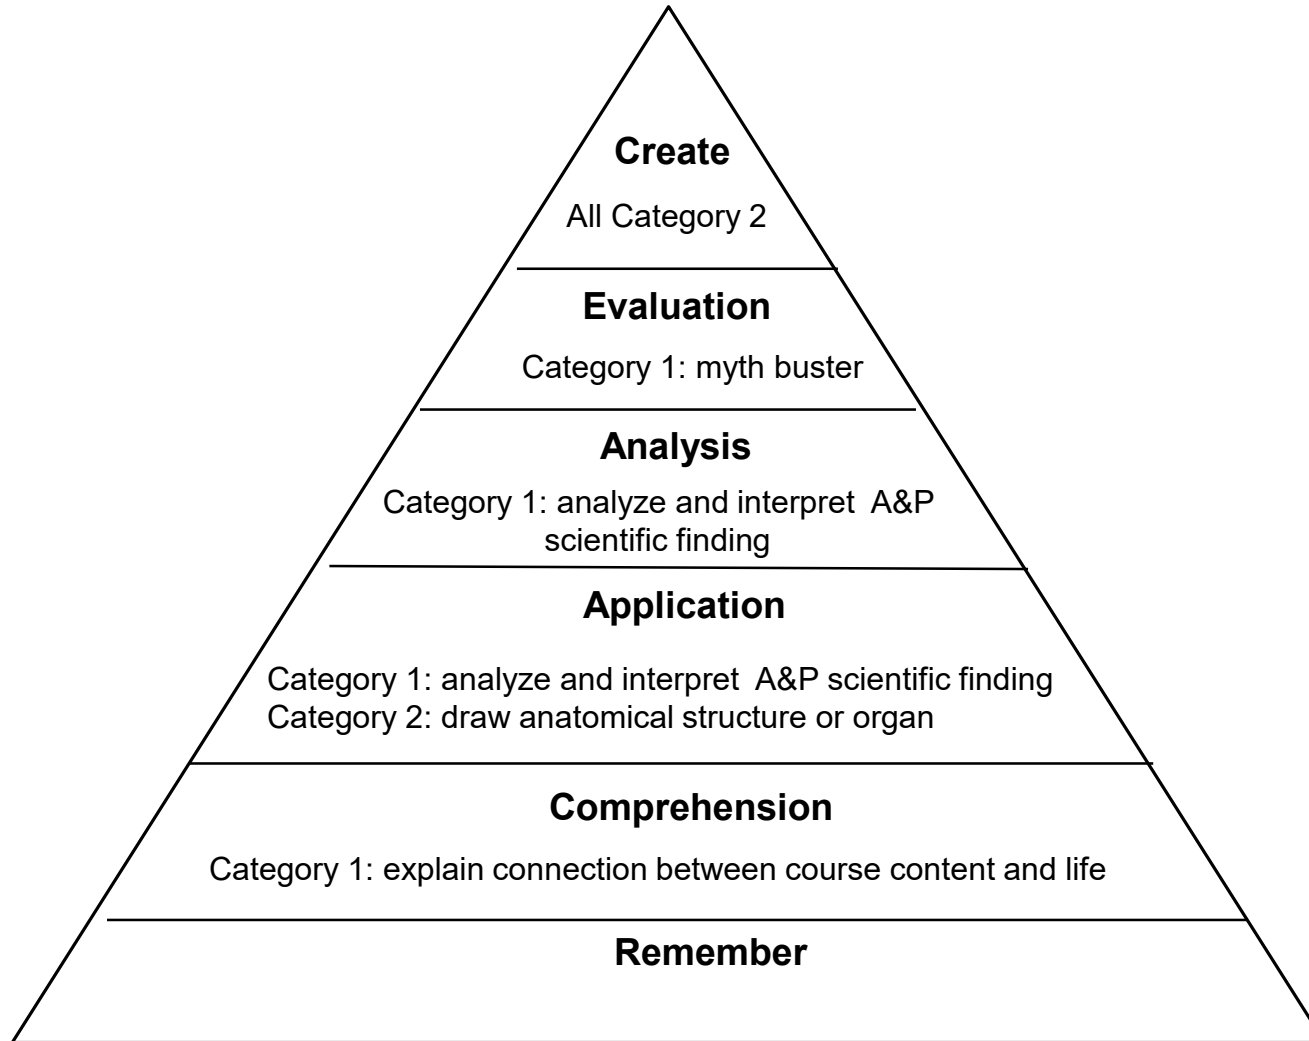 Create
All Category 2
Evaluation
Category 1: myth buster
Analysis
Category 1: analyze and interpret  A&P
scientific finding
Application
Category 1: analyze and interpret  A&P scientific finding
Category 2: draw anatomical structure or organ
Comprehension
Category 1: explain connection between course content and life
Remember